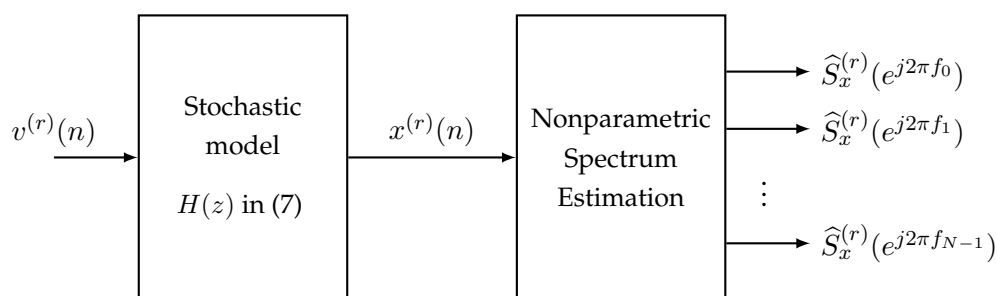 v^{(r)}(n)
Stochastic
model
H(z) in (7)
x^{(r)}(n)
Nonparametric
Spectrum
Estimation
\widehat{S}_x^{(r)}(e^{j2\pi f_0})
\widehat{S}_x^{(r)}(e^{j2\pi f_1})
⋮
\widehat{S}_x^{(r)}(e^{j2\pi f_{N-1}})